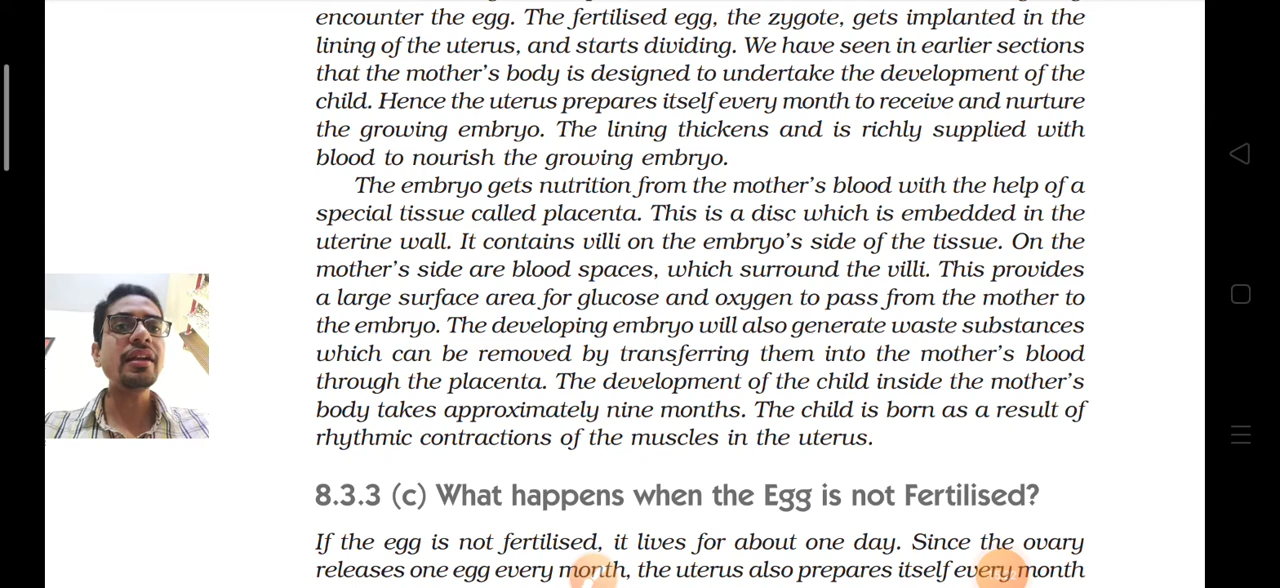 encounter the egg. The fertilised egg, the zygote, gets implanted in the
lining of the uterus, and starts dividing. We have seen in earlier sections
that the mother's body is designed to undertake the development of the
child. Hence the uterus prepares itself every month to receive and nurture
the growing embryo. The lining thickens and is richly supplied with
blood to nourish the growing embryo.
The embryo gets nutrition from the mother's blood with the help of a
special tissue called placenta. This is a disc which is embedded in the
uterine wall. It contains villi on the embryo's side of the tissue. On the
mother's side are blood spaces, which surround the villi. This provides
a large surface area for glucose and oxygen to pass from the mother to
the embryo. The developing embryo will also generate waste substances
which can be removed by transferring them into the mother's blood
through the placenta. The development of the child inside the mother's
body takes approximately nine months. The child is born as a result of
rhythmic contractions of the muscles in the uterus.
8.3.3 (c) What happens when the Egg is not Fertilised?
If the egg is not fertilised, it lives for about one day. Since the ovary
releases one egg every month, the uterus also prepares itself every month